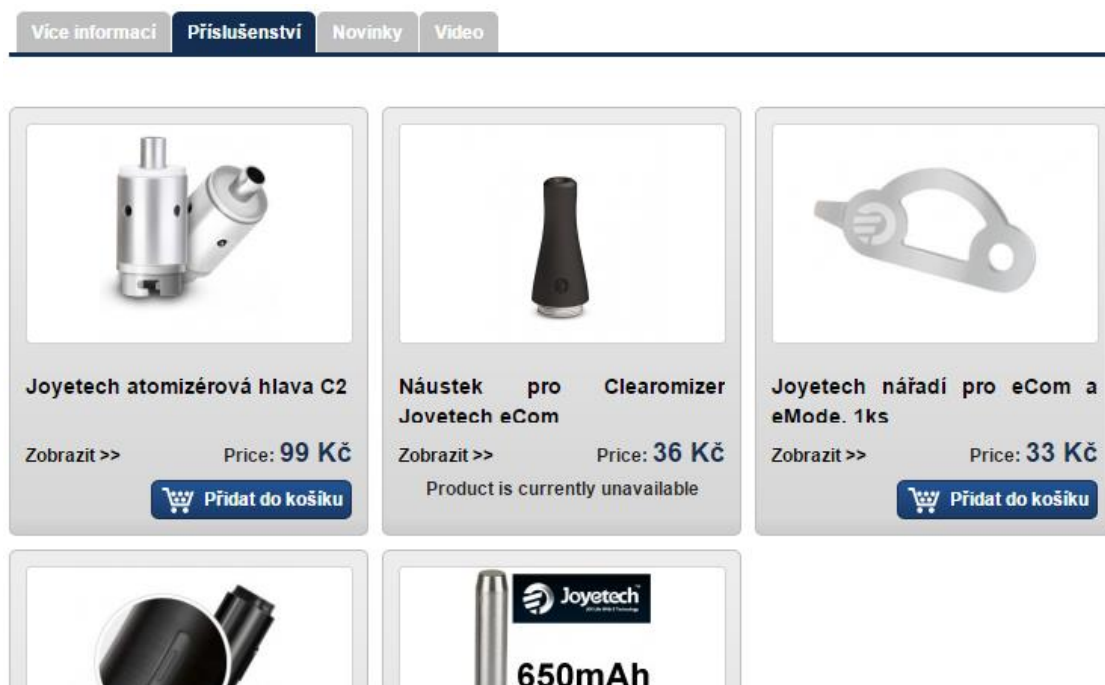 Více informací
Příslušenství
Novinky
Video
Joyetech atomizérová hlava C2
Zobrazit >>
Price: 99 Kč
Přidat do košíku
Náustek pro Clearomizer
Joyetech eCom
Zobrazit >>
Price: 36 Kč
Product is currently unavailable
Joyetech nářadí pro eCom a
eMode, 1ks
Zobrazit >>
Price: 33 Kč
Přidat do košíku
Joyetech
650mAh